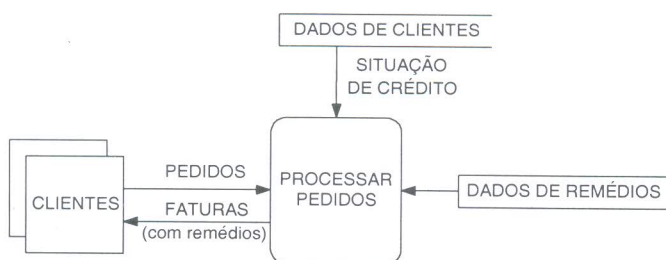 DADOS DE CLIENTES
SITUAÇÃO
DE CRÉDITO
PEDIDOS
PROCESSAR
PEDIDOS
CLIENTES
DADOS DE REMÉDIOS
FATURAS
(com remédios)